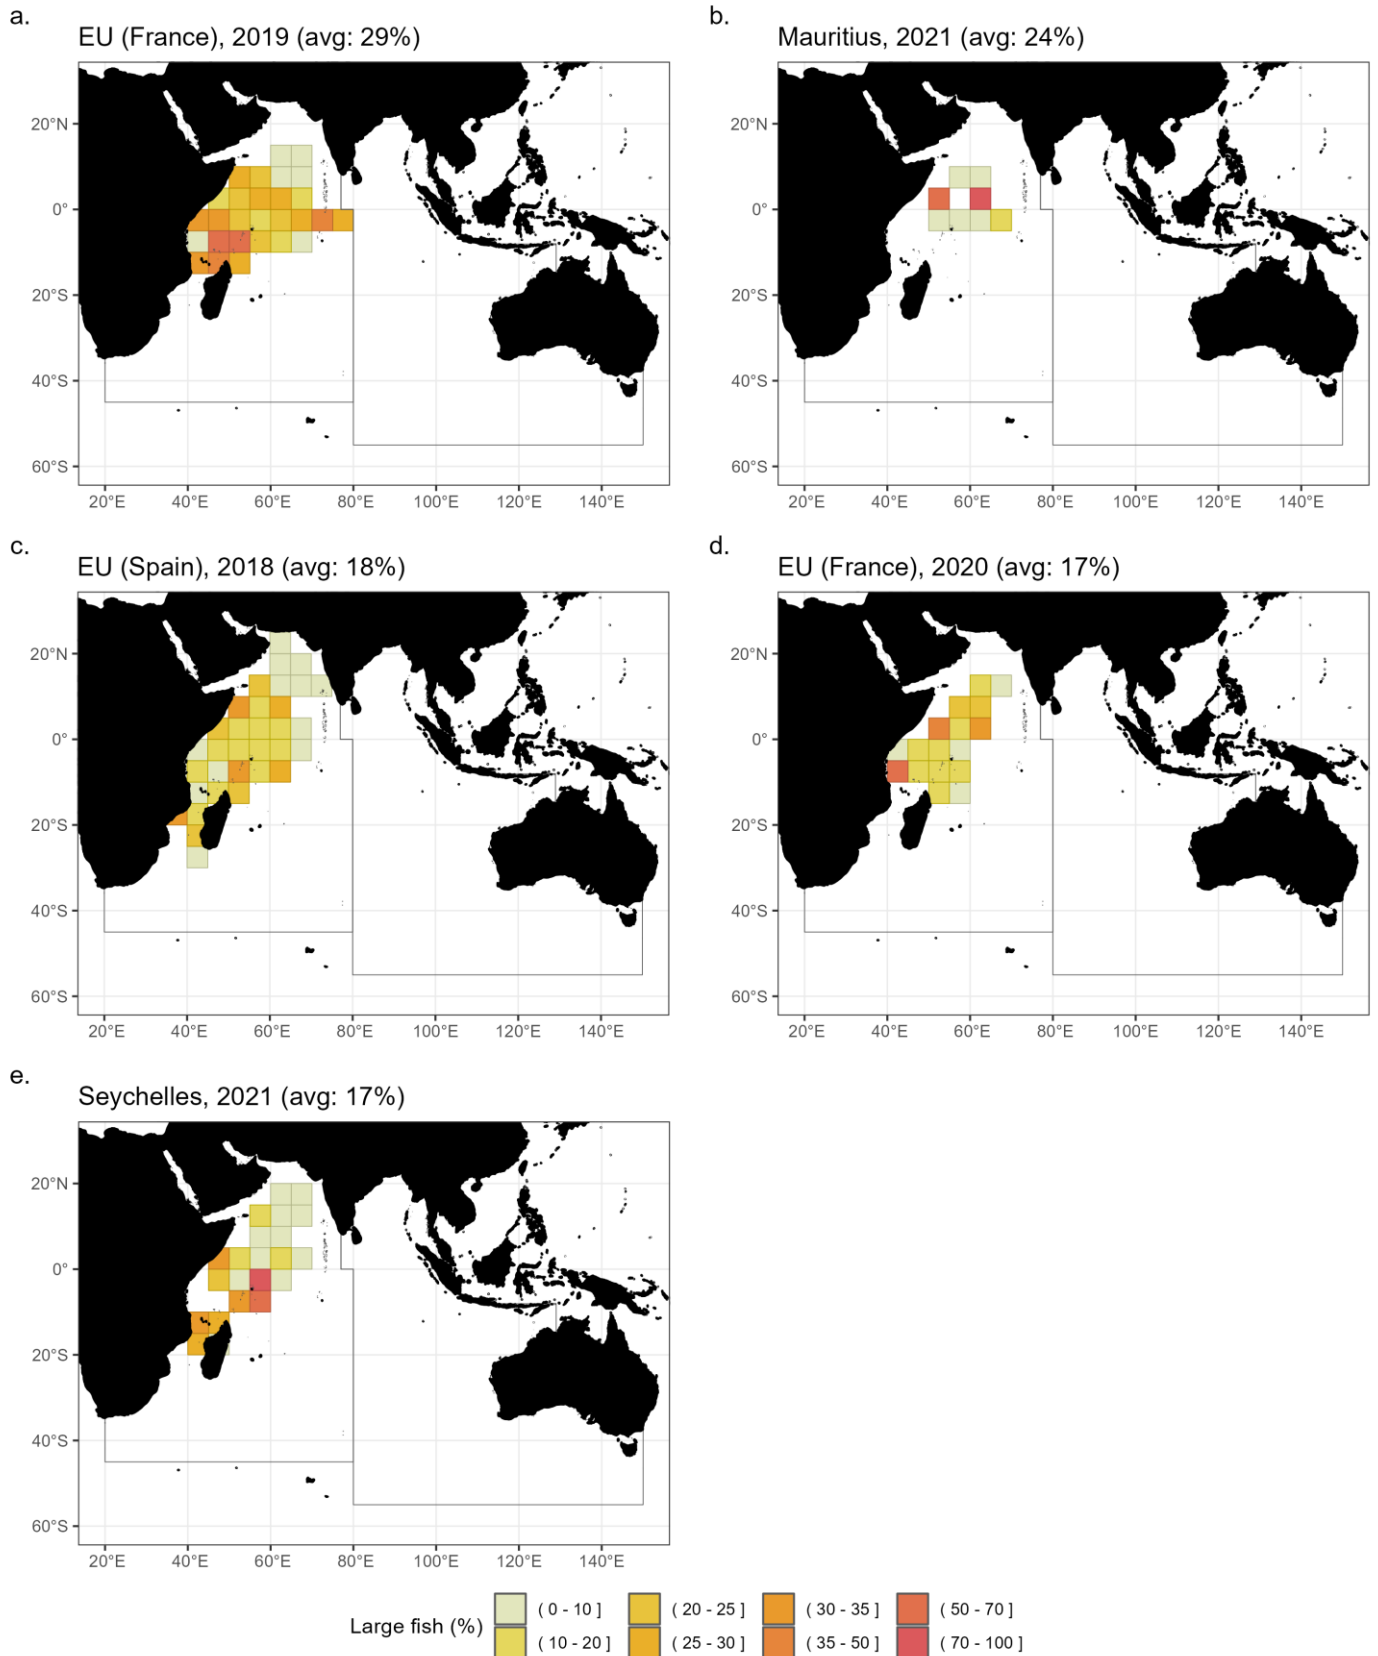 a.
EU (France), 2019 (avg: 29%)
20°N
0°
20°S
40°S
60°S
20°E 40°E 60°E 80°E 100°E 120°E 140°E
b.
Mauritius, 2021 (avg: 24%)
20°N
0°
20°S
40°S
60°S
20°E 40°E 60°E 80°E 100°E 120°E 140°E
c.
EU (Spain), 2018 (avg: 18%)
20°N
0°
20°S
40°S
60°S
20°E 40°E 60°E 80°E 100°E 120°E 140°E
d.
EU (France), 2020 (avg: 17%)
20°N
0°
20°S
40°S
60°S
20°E 40°E 60°E 80°E 100°E 120°E 140°E
e.
Seychelles, 2021 (avg: 17%)
20°N
0°
20°S
40°S
60°S
20°E 40°E 60°E 80°E 100°E 120°E 140°E
Large fish (%)
( 0 - 10 ] ( 20 - 25 ] ( 30 - 35 ] ( 50 - 70 ]
( 10 - 20 ] ( 25 - 30 ] ( 35 - 50 ] ( 70 - 100 ]